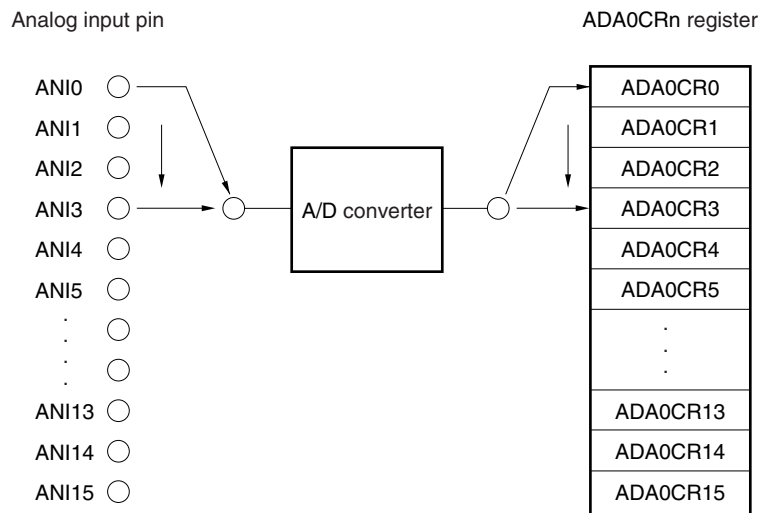 Analog input pin
ADA0CRn register
ANI0
ADA0CR0
ANI1
ADA0CR1
ANI2
ADA0CR2
ANI3
A/D converter
ADA0CR3
ANI4
ADA0CR4
ANI5
ADA0CR5
.
.
.
.
.
.
.
ANI13
ADA0CR13
ANI14
ADA0CR14
ANI15
ADA0CR15